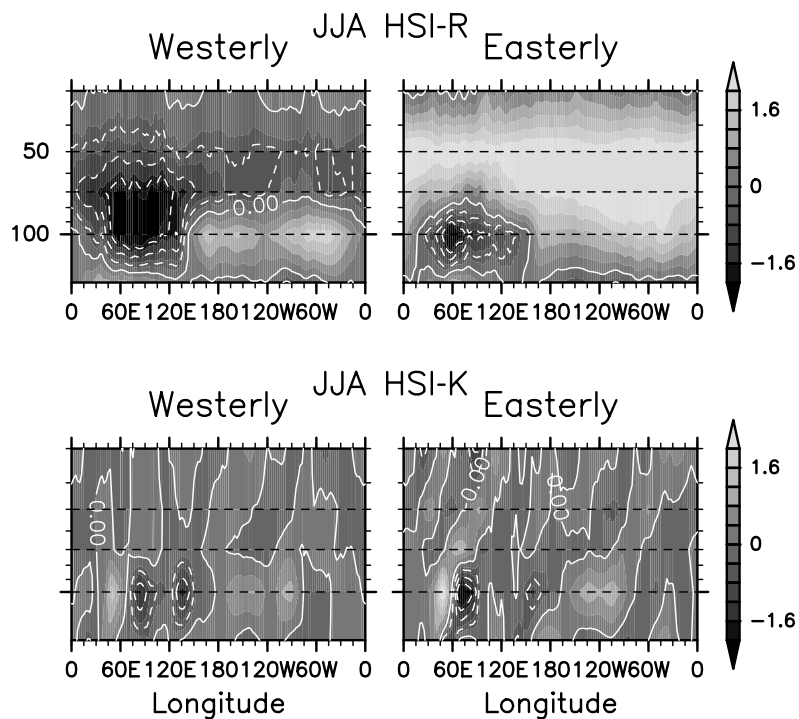 JJA HSI-R
Westerly Easterly
50
100
0.00
0 60E 120E 180 120W 60W 0
0 60E 120E 180 120W 60W 0
1.6
0
−1.6
JJA HSI-K
Westerly Easterly
0.00
0.00
0.00
0 60E 120E 180 120W 60W 0
0 60E 120E 180 120W 60W 0
1.6
0
−1.6
Longitude Longitude